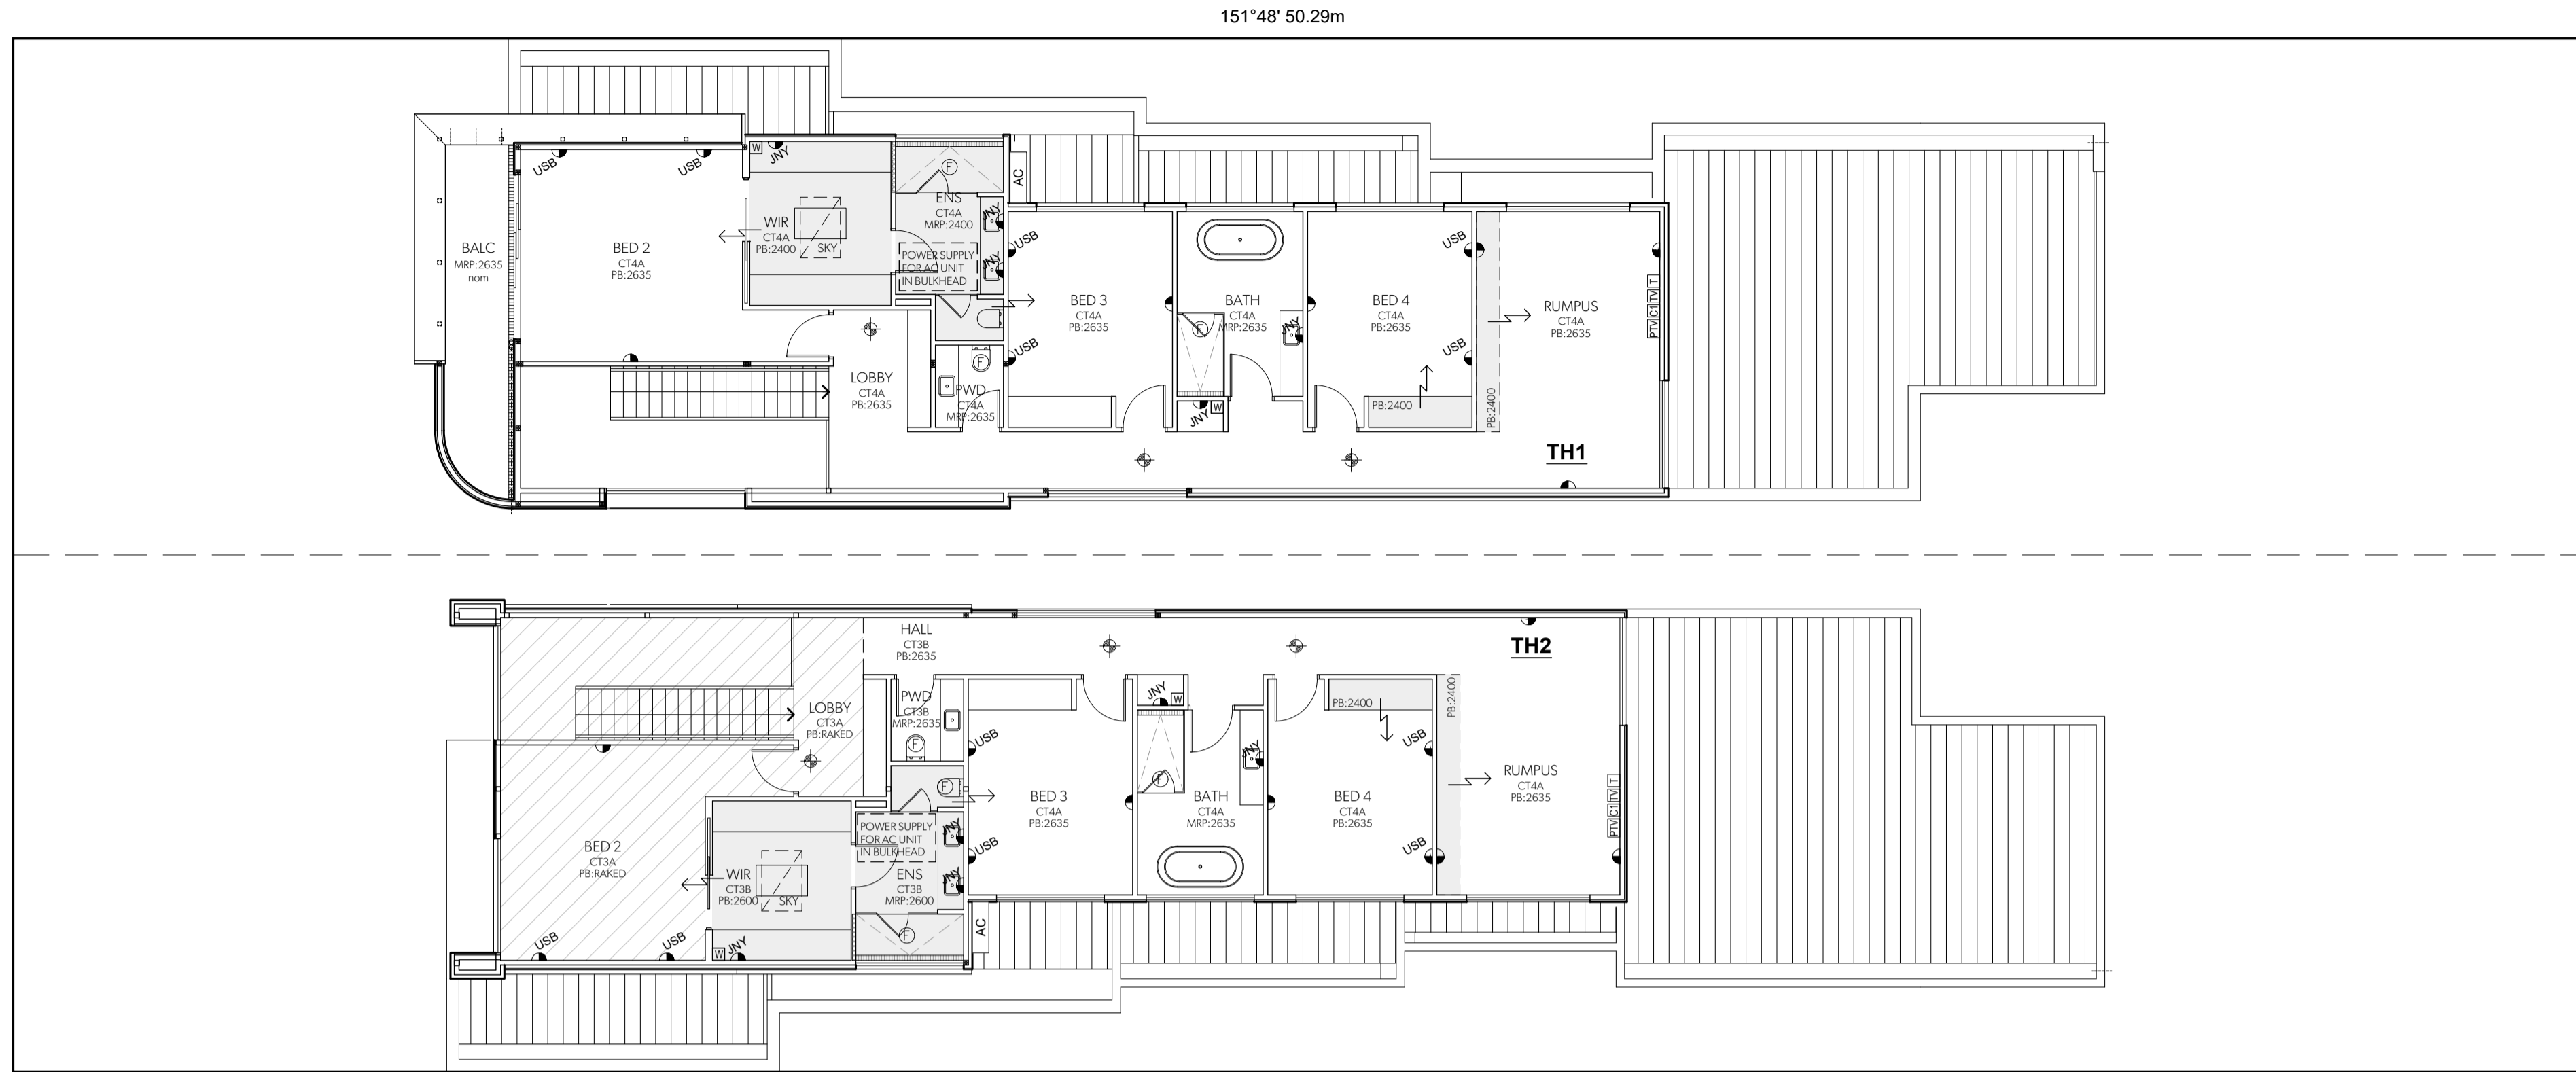 151°48' 50.29m
USB
USB
W
JNY
F
AC
ENS
CT4A
MRP:2400
JNY
WIR
CT4A
PB:2400
SKY
BALC
MRP:2635
nom
BED 2
CT4A
PB:2635
POWER SUPPLY
FOR AC UNIT
IN BULKHEAD
JNY
USB
BED 3
CT4A
PB:2635
USB
BATH
CT4A
MRP:2635
F
JNY
USB
BED 4
CT4A
PB:2635
USB
RUMPUS
CT4A
PB:2635
PTV C1 TV T
LOBBY
CT4A
PB:2635
F
PWD
CT4A
MRP:2635
JNY
W
PB:2400
PB:2400
TH1
HALL
CT3B
PB:2635
TH2
PWD
CT3B
MRP:2635
F
LOBBY
CT3A
PB:RAKED
JNY
W
PB:2400
PB:2400
USB
F
BED 3
CT4A
PB:2635
USB
F
BATH
CT4A
MRP:2635
JNY
BED 4
CT4A
PB:2635
USB
USB
RUMPUS
CT4A
PB:2635
PTV C1 TV T
BED 2
CT3A
PB:RAKED
POWER SUPPLY
FOR AC UNIT
IN BULKHEAD
JNY
WIR
CT3B
PB:2600
SKY
ENS
CT3B
MRP:2600
JNY
USB
USB
W
JNY
F
AC